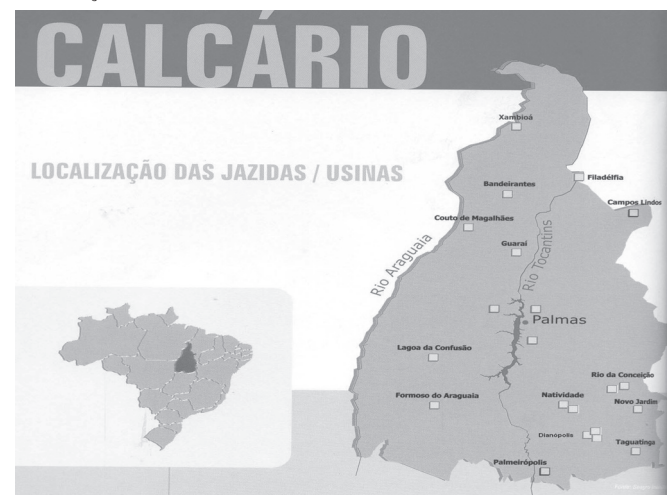 CALCÁRIO
LOCALIZAÇÃO DAS JAZIDAS / USINAS
Xambioá
Filadélfia
Bandeirantes
Campos Lindos
Couto de Magalhães
Guaraí
Rio Araguaia
Rio Tocantins
Palmas
Lagoa da Confusão
Rio da Conceição
Formoso do Araguaia
Natividade
Novo Jardin
Dianópolis
Taguatinga
Palmeirópolis